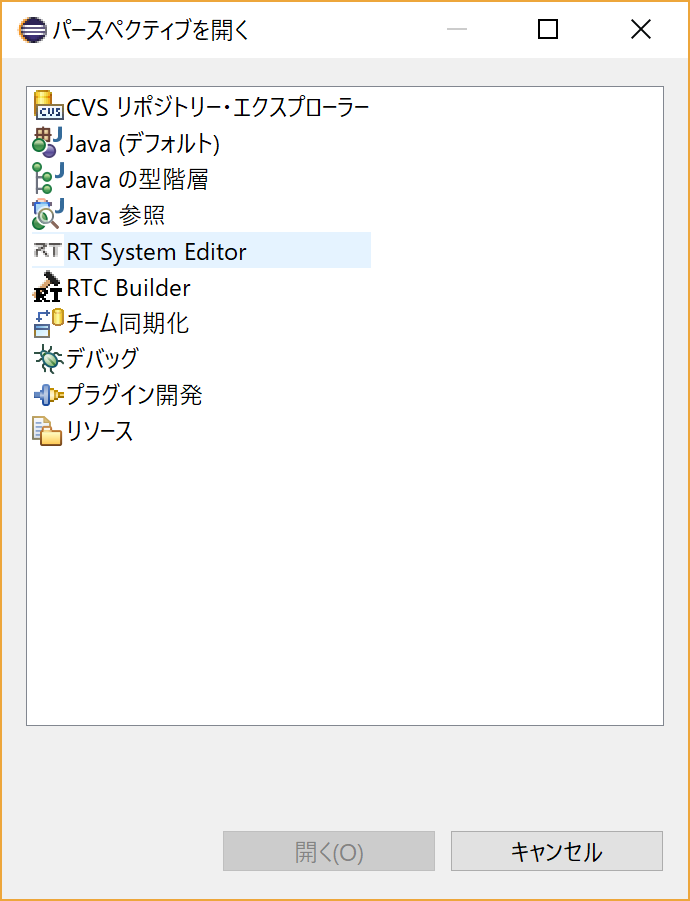 パースペクティブを開く
CVS リポジトリー・エクスプローラー
Java (デフォルト)
Java の型階層
Java 参照
RT System Editor
RTC Builder
チーム同期化
デバッグ
プラグイン開発
リソース
開く(O)
キャンセル